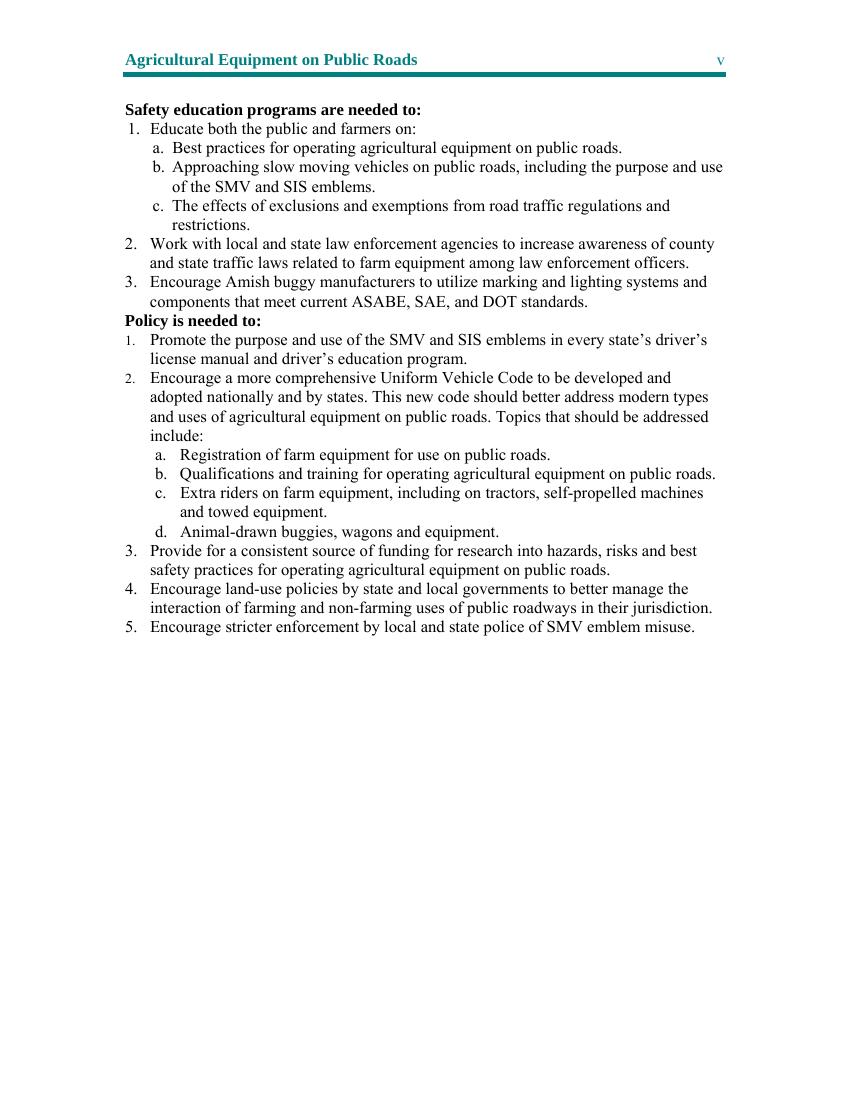 Agricultural Equipment on Public Roads v
Safety education programs are needed to:
1. Educate both the public and farmers on:
a. Best practices for operating agricultural equipment on public roads.
b. Approaching slow moving vehicles on public roads, including the purpose and use
of the SMV and SIS emblems.
c. The effects of exclusions and exemptions from road traffic regulations and
restrictions.
2. Work with local and state law enforcement agencies to increase awareness of county
and state traffic laws related to farm equipment among law enforcement officers.
3. Encourage Amish buggy manufacturers to utilize marking and lighting systems and
components that meet current ASABE, SAE, and DOT standards.
Policy is needed to:
1. Promote the purpose and use of the SMV and SIS emblems in every state’s driver’s
license manual and driver’s education program.
2. Encourage a more comprehensive Uniform Vehicle Code to be developed and
adopted nationally and by states. This new code should better address modern types
and uses of agricultural equipment on public roads. Topics that should be addressed
include:
a. Registration of farm equipment for use on public roads.
b. Qualifications and training for operating agricultural equipment on public roads.
c. Extra riders on farm equipment, including on tractors, self-propelled machines
and towed equipment.
d. Animal-drawn buggies, wagons and equipment.
3. Provide for a consistent source of funding for research into hazards, risks and best
safety practices for operating agricultural equipment on public roads.
4. Encourage land-use policies by state and local governments to better manage the
interaction of farming and non-farming uses of public roadways in their jurisdiction.
5. Encourage stricter enforcement by local and state police of SMV emblem misuse.